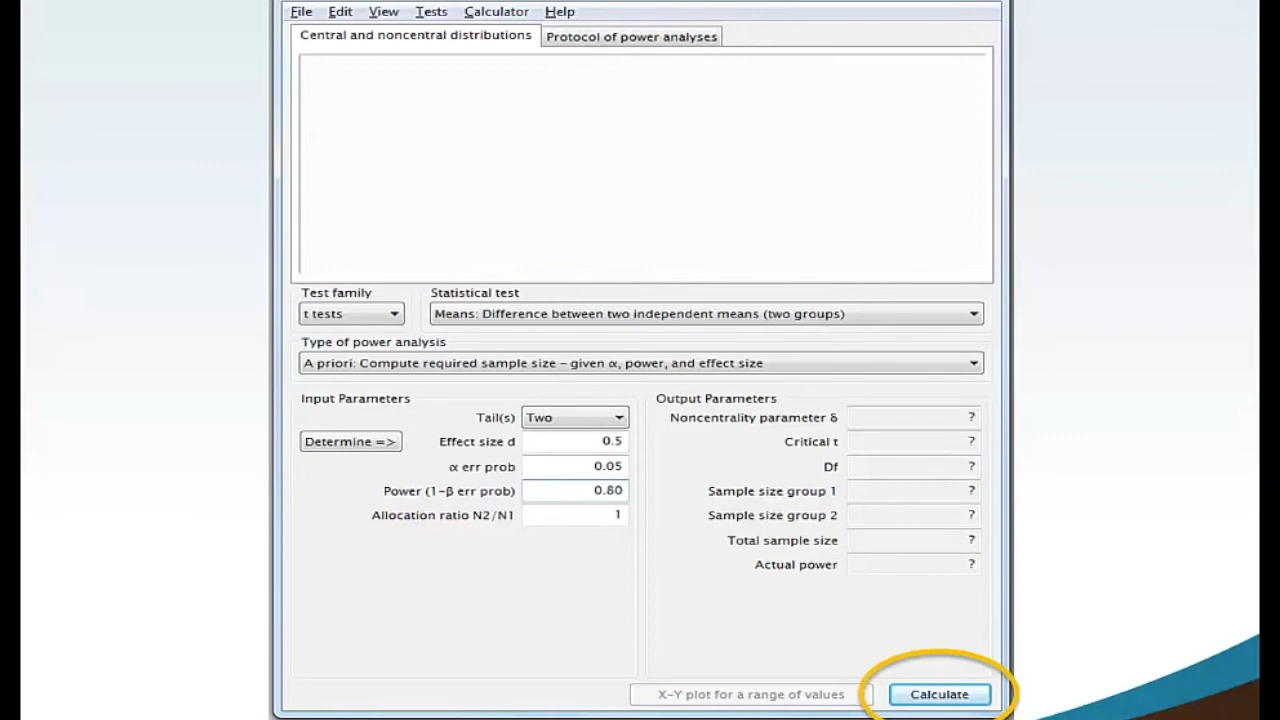 File Edit View Tests Calculator Help
Central and noncentral distributions Protocol of power analyses
Test family Statistical test
t tests Means: Difference between two independent means (two groups)
Type of power analysis
A priori: Compute required sample size – given α, power, and effect size
Input Parameters Output Parameters
Tail(s) Two Noncentrality parameter δ ?
Determine => Effect size d 0.5 Critical t ?
α err prob 0.05 Df ?
Power (1–β err prob) 0.80 Sample size group 1 ?
Allocation ratio N2/N1 1 Sample size group 2 ?
Total sample size ?
Actual power ?
X–Y plot for a range of values Calculate